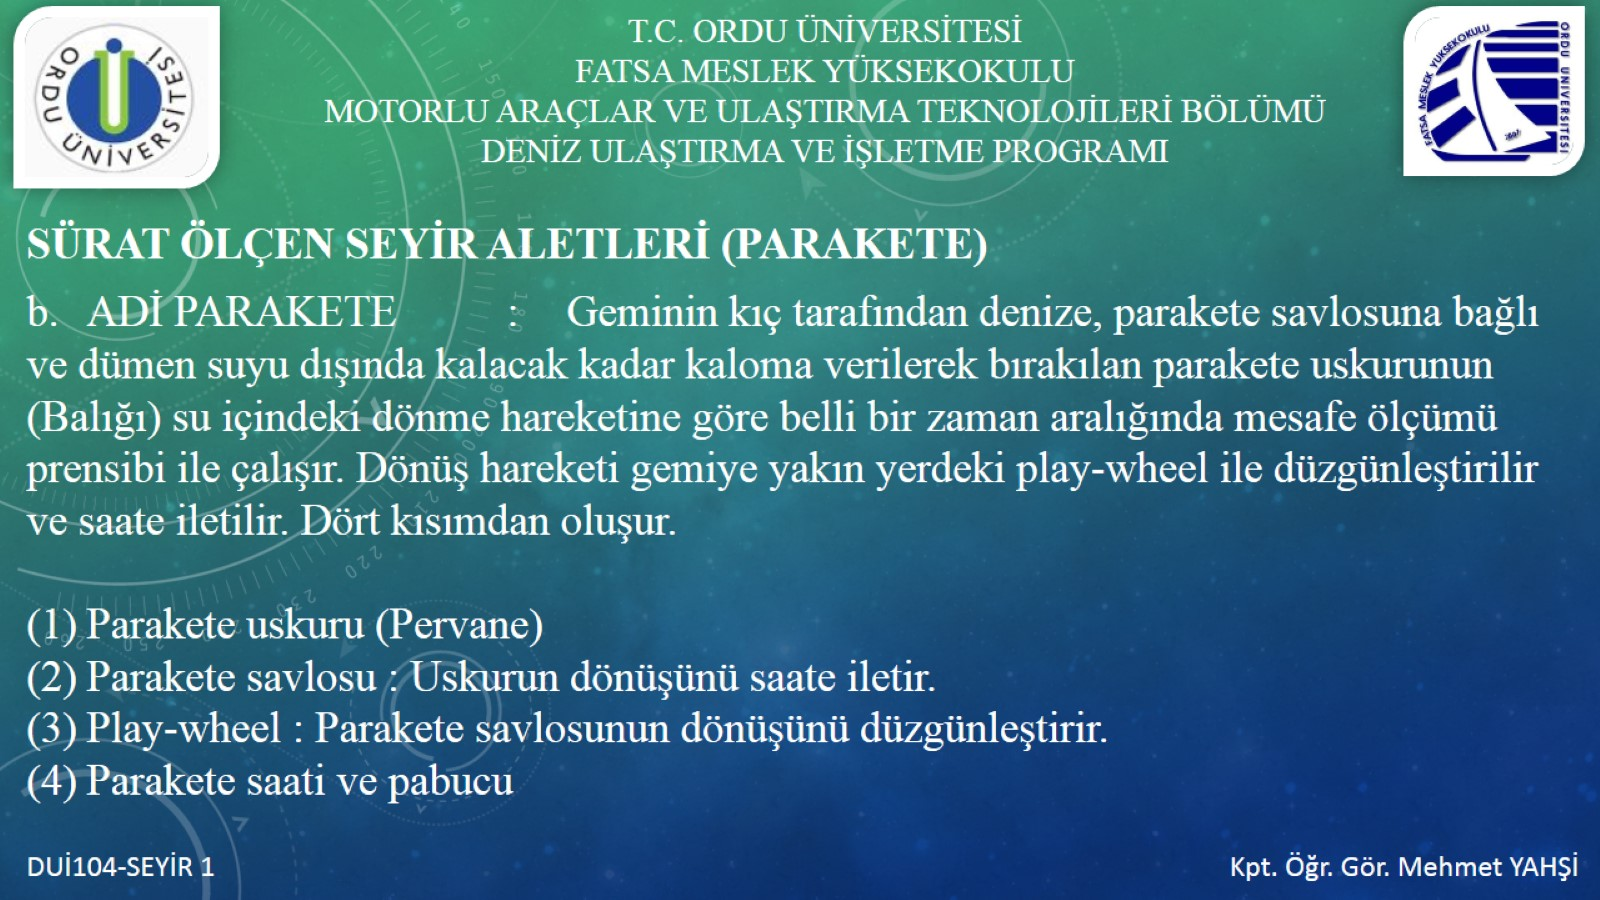 T.C. ORDU ÜNİVERSİTESİ
FATSA MESLEK YÜKSEKOKULU
MOTORLU ARAÇLAR VE ULAŞTIRMA TEKNOLOJİLERİ BÖLÜMÜ
DENİZ ULAŞTIRMA VE İŞLETME PROGRAMI
ORDU ÜNİVERSİTESİ
FATSA MESLEK YÜKSEKOKULU
ORDU ÜNİVERSİTESİ
SÜRAT ÖLÇEN SEYİR ALETLERİ (PARAKETE)
b. ADİ PARAKETE : Geminin kıç tarafından denize, parakete savlosuna bağlı
ve dümen suyu dışında kalacak kadar kaloma verilerek bırakılan parakete uskurunun
(Balığı) su içindeki dönme hareketine göre belli bir zaman aralığında mesafe ölçümü
prensibi ile çalışır. Dönüş hareketi gemiye yakın yerdeki play-wheel ile düzgünleştirilir
ve saate iletilir. Dört kısımdan oluşur.
(1) Parakete uskuru (Pervane)
(2) Parakete savlosu : Uskurun dönüşünü saate iletir.
(3) Play-wheel : Parakete savlosunun dönüşünü düzgünleştirir.
(4) Parakete saati ve pabucu
DUİ104-SEYİR 1
Kpt. Öğr. Gör. Mehmet YAHŞİ